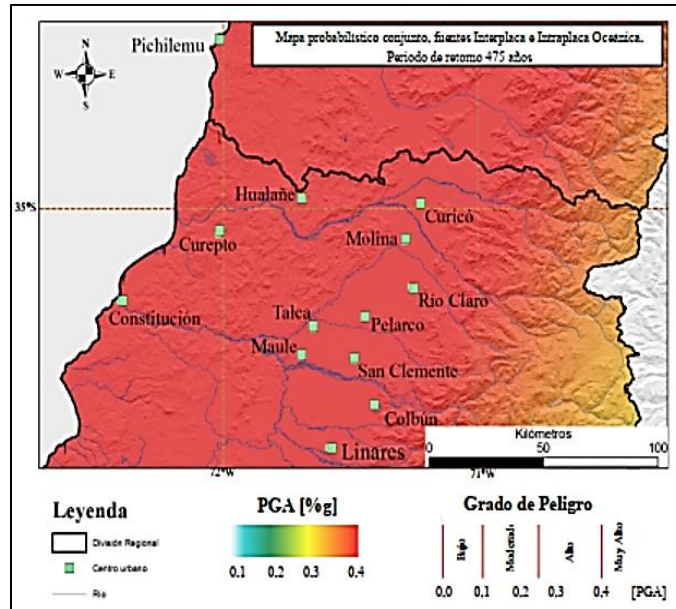 Mapa probabilístico conjunto, fuentes Interplaca e Intraplaca Oceánica.
Periodo de retorno 475 años
Pichilemu
N
W E
S
Hualañe
35°S
Curicó
Curepto
Molina
Río Claro
Constitución
Talca
Pelarco
Maule
San Clemente
Colbún
Linares
Kilómetros
0 50 100
72°W 71°W
Leyenda
División Regional
Centro urbano
Río
PGA [%g]
0.1 0.2 0.3 0.4
Grado de Peligro
Bajo
Moderado
Alto
Muy Alto
0.0 0.1 0.2 0.3 0.4 [PGA]